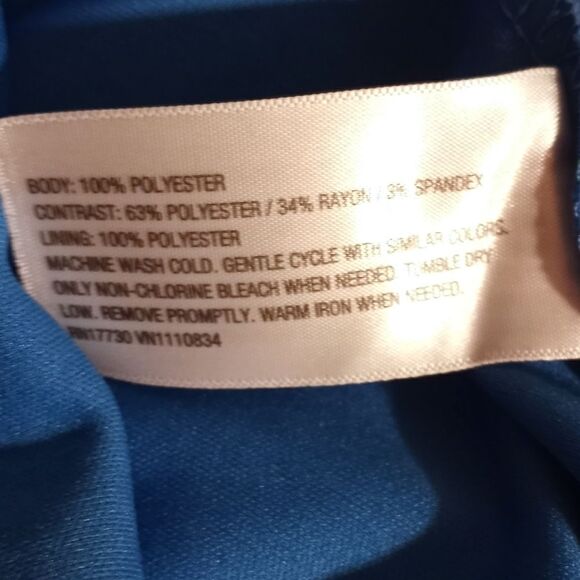 BODY: 100% POLYESTER
CONTRAST: 63% POLYESTER / 34% RAYON / 3% SPANDEX
LINING: 100% POLYESTER
MACHINE WASH COLD. GENTLE CYCLE WITH SIMILAR COLORS.
ONLY NON-CHLORINE BLEACH WHEN NEEDED. TUMBLE DRY
LOW. REMOVE PROMPTLY. WARM IRON WHEN NEEDED.
RN17730 VN1110834